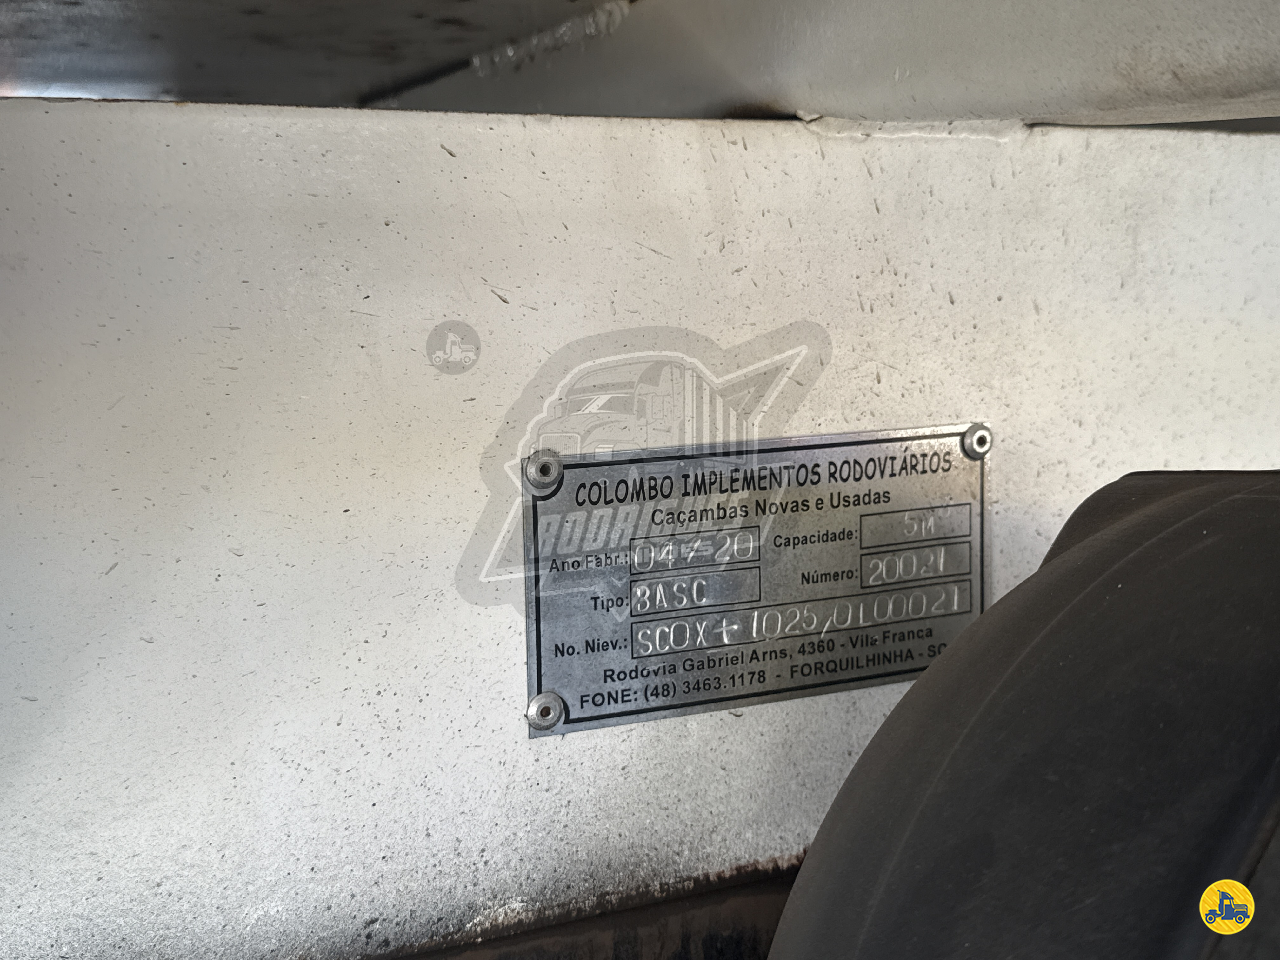 COLOMBO IMPLEMENTOS RODOVIÁRIOS
Caçambas Novas e Usadas
Ano Fabr.: 04/20 Capacidade: 5M
Tipo: BASC Número: 20021
No. Niev.: SCOX+1025/0100021
Rodovia Gabriel Arns, 4360 - Vila Franca
FONE: (48) 3463.1178 - FORQUILHINHA - SC